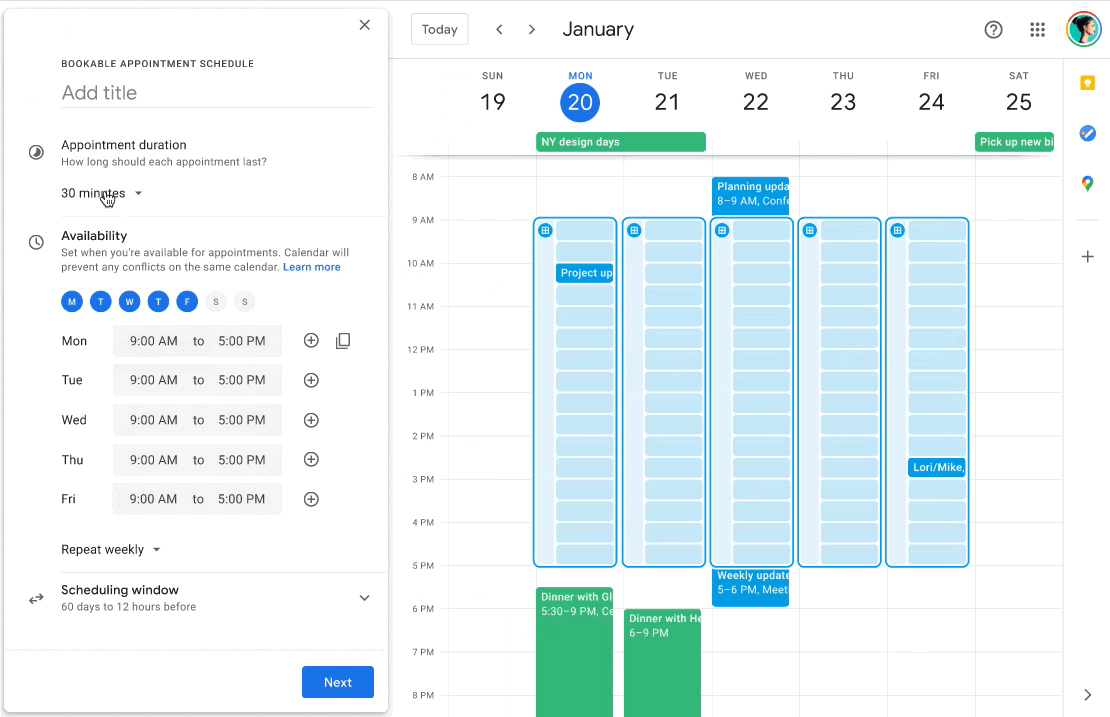 BOOKABLE APPOINTMENT SCHEDULE
Add title
Appointment duration
How long should each appointment last?
30 minutes
Availability
Set when you're available for appointments. Calendar will
prevent any conflicts on the same calendar. Learn more
M T W T F S S
Mon 9:00 AM to 5:00 PM
Tue 9:00 AM to 5:00 PM
Wed 9:00 AM to 5:00 PM
Thu 9:00 AM to 5:00 PM
Fri 9:00 AM to 5:00 PM
Repeat weekly
Scheduling window
60 days to 12 hours before
Next
Today January
SUN MON TUE WED THU FRI SAT
19 20 21 22 23 24 25
NY design days Pick up new bi
8 AM
Planning upda
8–9 AM, Confe
9 AM
10 AM
Project up
11 AM
12 PM
1 PM
2 PM
Lori/Mike,
3 PM
4 PM
5 PM
Weekly update
5–6 PM, Meet
Dinner with Gl
5:30–9 PM, Ce
6 PM
Dinner with He
6–9 PM
7 PM
8 PM